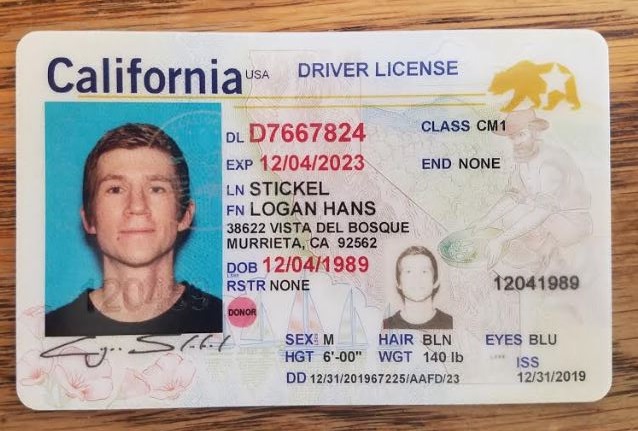 California USA DRIVER LICENSE
DL D7667824 CLASS CM1
EXP 12/04/2023 END NONE
LN STICKEL
FN LOGAN HANS
38622 VISTA DEL BOSQUE
MURRIETA, CA 92562
DOB 12/04/1989
RSTR NONE 12041989
DONOR
SEX M HAIR BLN EYES BLU
HGT 6'-00" WGT 140 lb ISS
DD 12/31/201967225/AAFD/23 12/31/2019